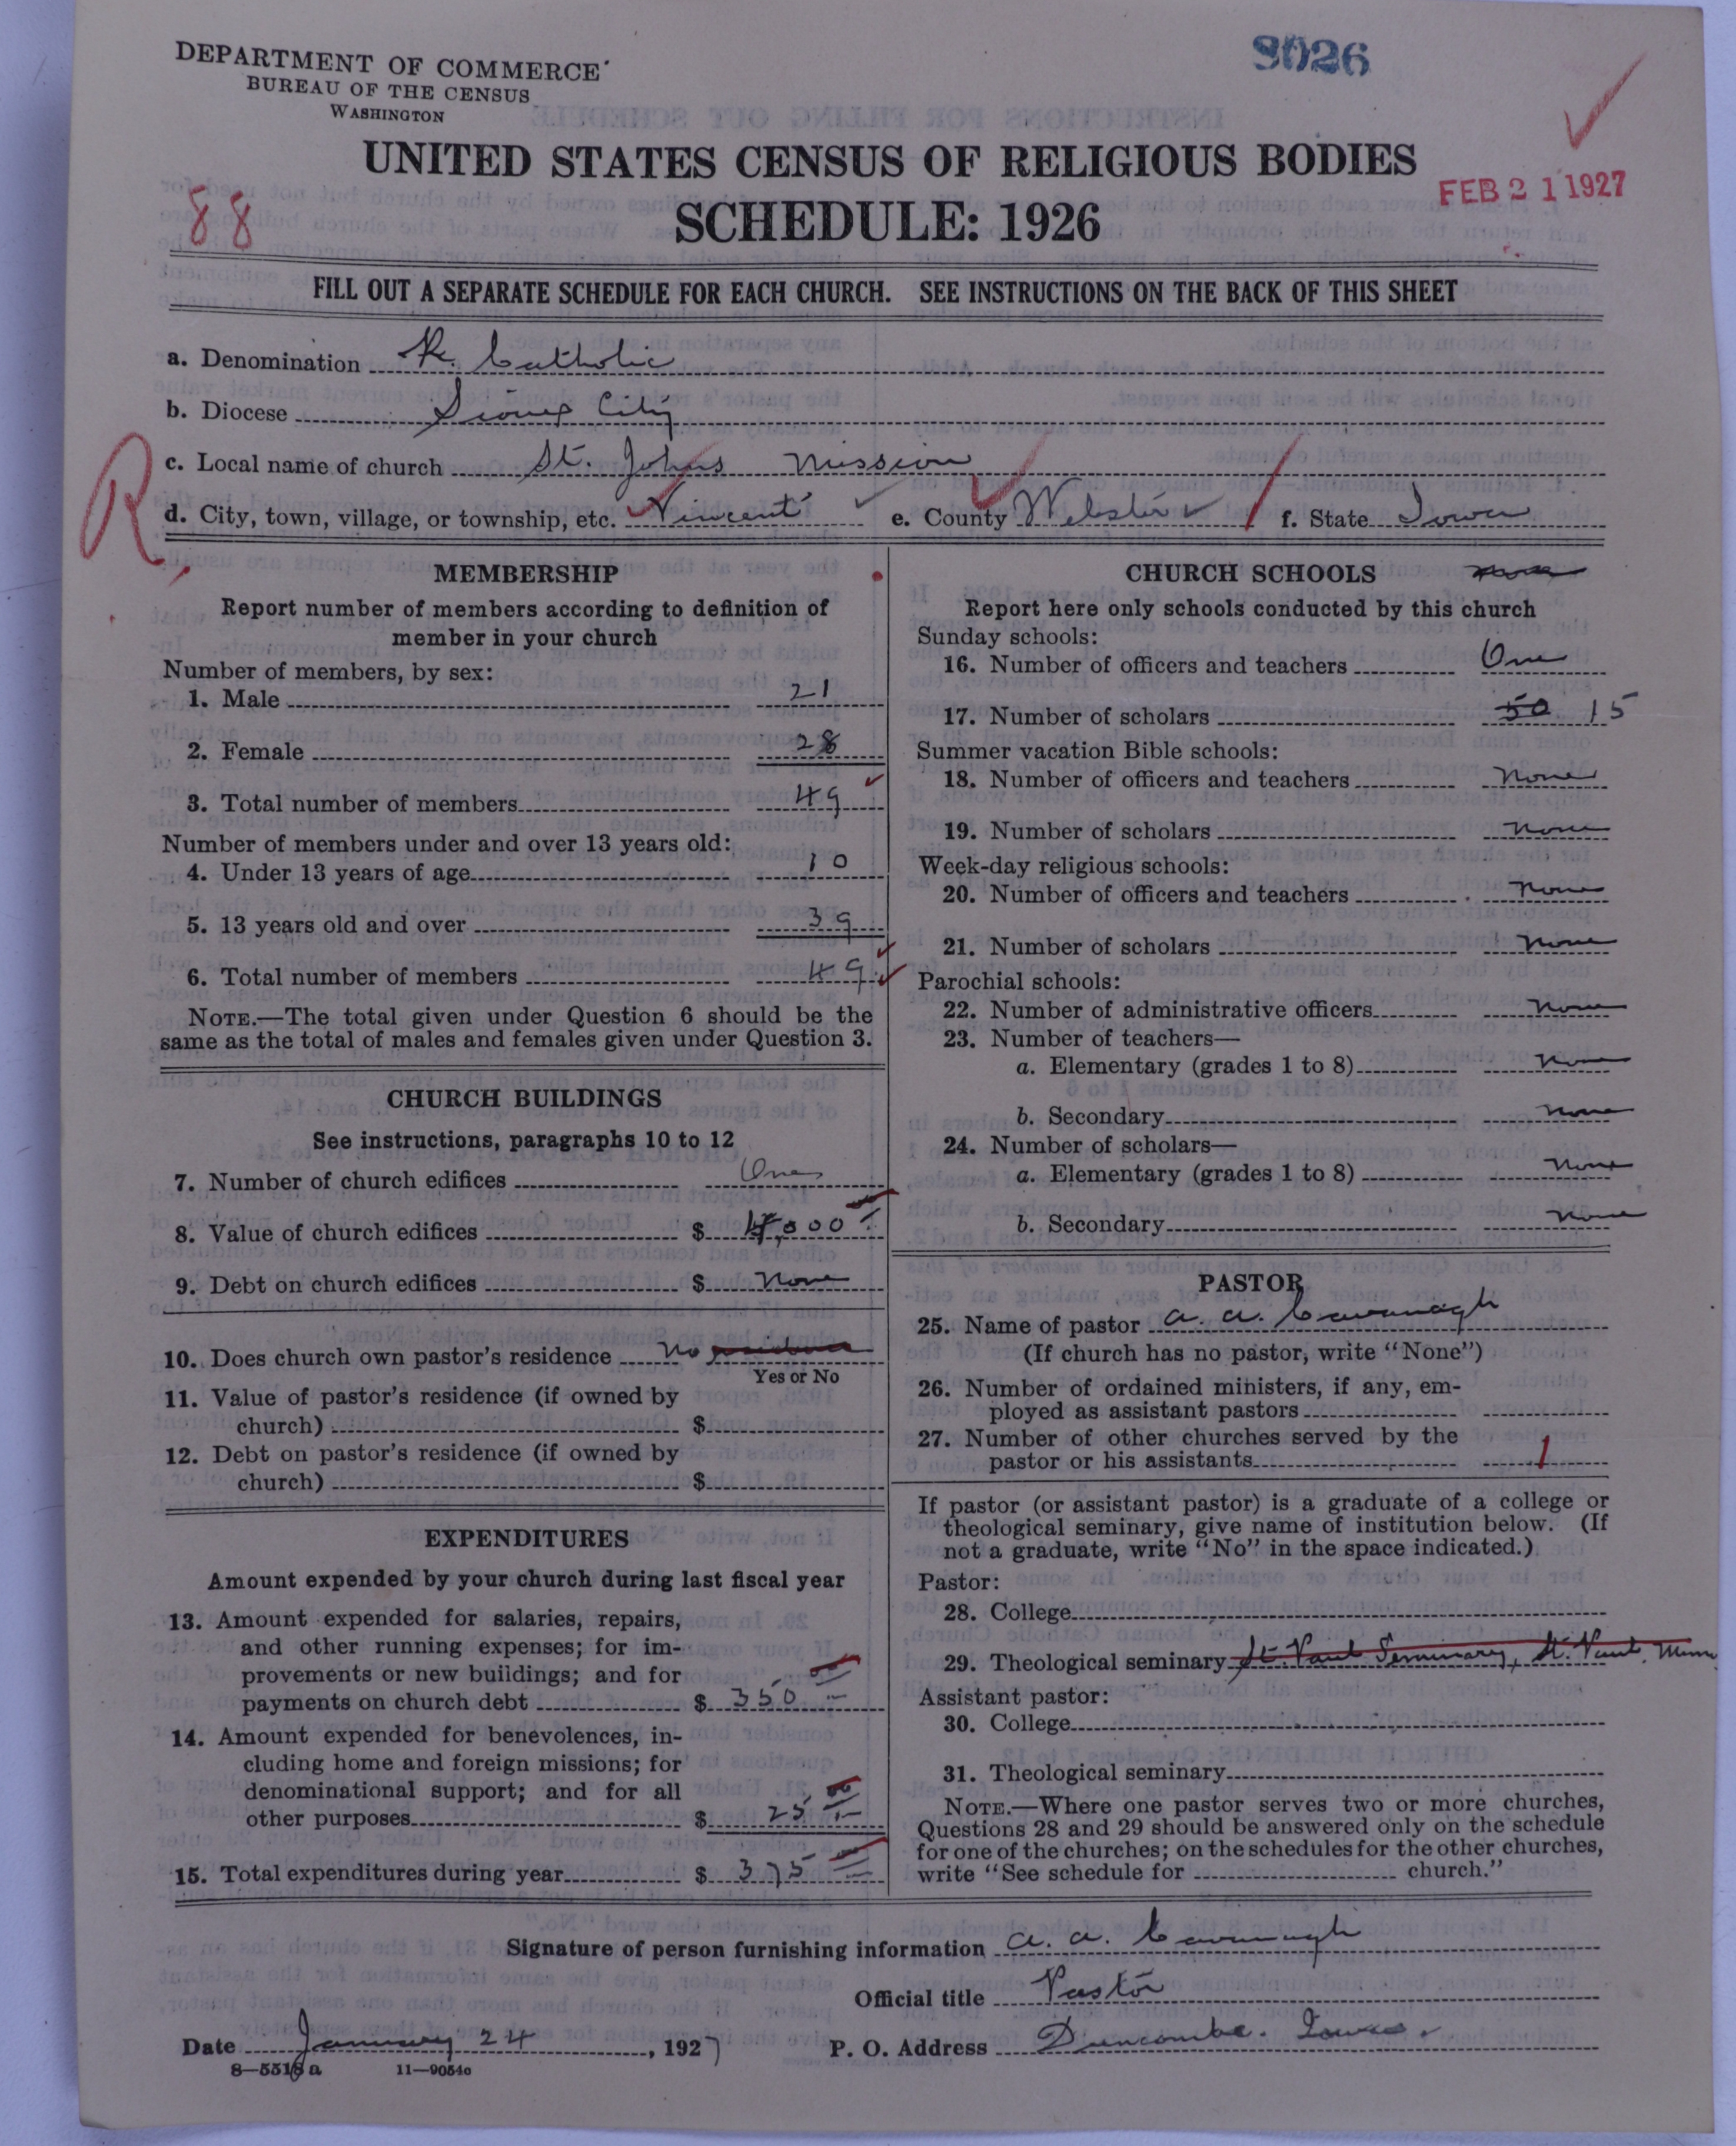 DEPARTMENT OF COMMERCE
BUREAU OF THE CENSUS
WASHINGTON
8026
UNITED STATES CENSUS OF RELIGIOUS BODIES
FEB 21 1927
88
SCHEDULE: 1926
FILL OUT A SEPARATE SCHEDULE FOR EACH CHURCH. SEE INSTRUCTIONS ON THE BACK OF THIS SHEET
a. Denomination R. Catholic
b. Diocese Sioux City
R
c. Local name of church St. Johns Mission
d. City, town, village, or township, etc. Vincent e. County Webster f. State Iowa
MEMBERSHIP
Report number of members according to definition of
member in your church
Number of members, by sex:
1. Male 21
2. Female 28
3. Total number of members 49
Number of members under and over 13 years old:
4. Under 13 years of age 10
5. 13 years old and over 39
6. Total number of members 49
NOTE.—The total given under Question 6 should be the
same as the total of males and females given under Question 3.
CHURCH BUILDINGS
See instructions, paragraphs 10 to 12
7. Number of church edifices One
8. Value of church edifices $ 4,000
9. Debt on church edifices $ None
10. Does church own pastor's residence No
Yes or No
11. Value of pastor's residence (if owned by
church) $
12. Debt on pastor's residence (if owned by
church) $
EXPENDITURES
Amount expended by your church during last fiscal year
13. Amount expended for salaries, repairs,
and other running expenses; for im-
provements or new buildings; and for
payments on church debt $ 350
14. Amount expended for benevolences, in-
cluding home and foreign missions; for
denominational support; and for all
other purposes $ 25
15. Total expenditures during year $ 375
CHURCH SCHOOLS None
Report here only schools conducted by this church
Sunday schools:
16. Number of officers and teachers One
17. Number of scholars 50 15
Summer vacation Bible schools:
18. Number of officers and teachers None
19. Number of scholars None
Week-day religious schools:
20. Number of officers and teachers None
21. Number of scholars None
Parochial schools:
22. Number of administrative officers None
23. Number of teachers—
a. Elementary (grades 1 to 8) None
b. Secondary None
24. Number of scholars—
a. Elementary (grades 1 to 8) None
b. Secondary None
PASTOR
25. Name of pastor A. A. Cavanagh
(If church has no pastor, write "None")
26. Number of ordained ministers, if any, em-
ployed as assistant pastors
27. Number of other churches served by the
pastor or his assistants 1
If pastor (or assistant pastor) is a graduate of a college or
theological seminary, give name of institution below. (If
not a graduate, write "No" in the space indicated.)
Pastor:
28. College
29. Theological seminary St. Paul Seminary, St. Paul, Minn
Assistant pastor:
30. College
31. Theological seminary
NOTE.—Where one pastor serves two or more churches,
Questions 28 and 29 should be answered only on the schedule
for one of the churches; on the schedules for the other churches,
write "See schedule for church."
Signature of person furnishing information A. A. Cavanagh
Official title Pastor
Date January 24, 1927 P. O. Address Duncombe. Iowa.
8—5518a 11—9054c